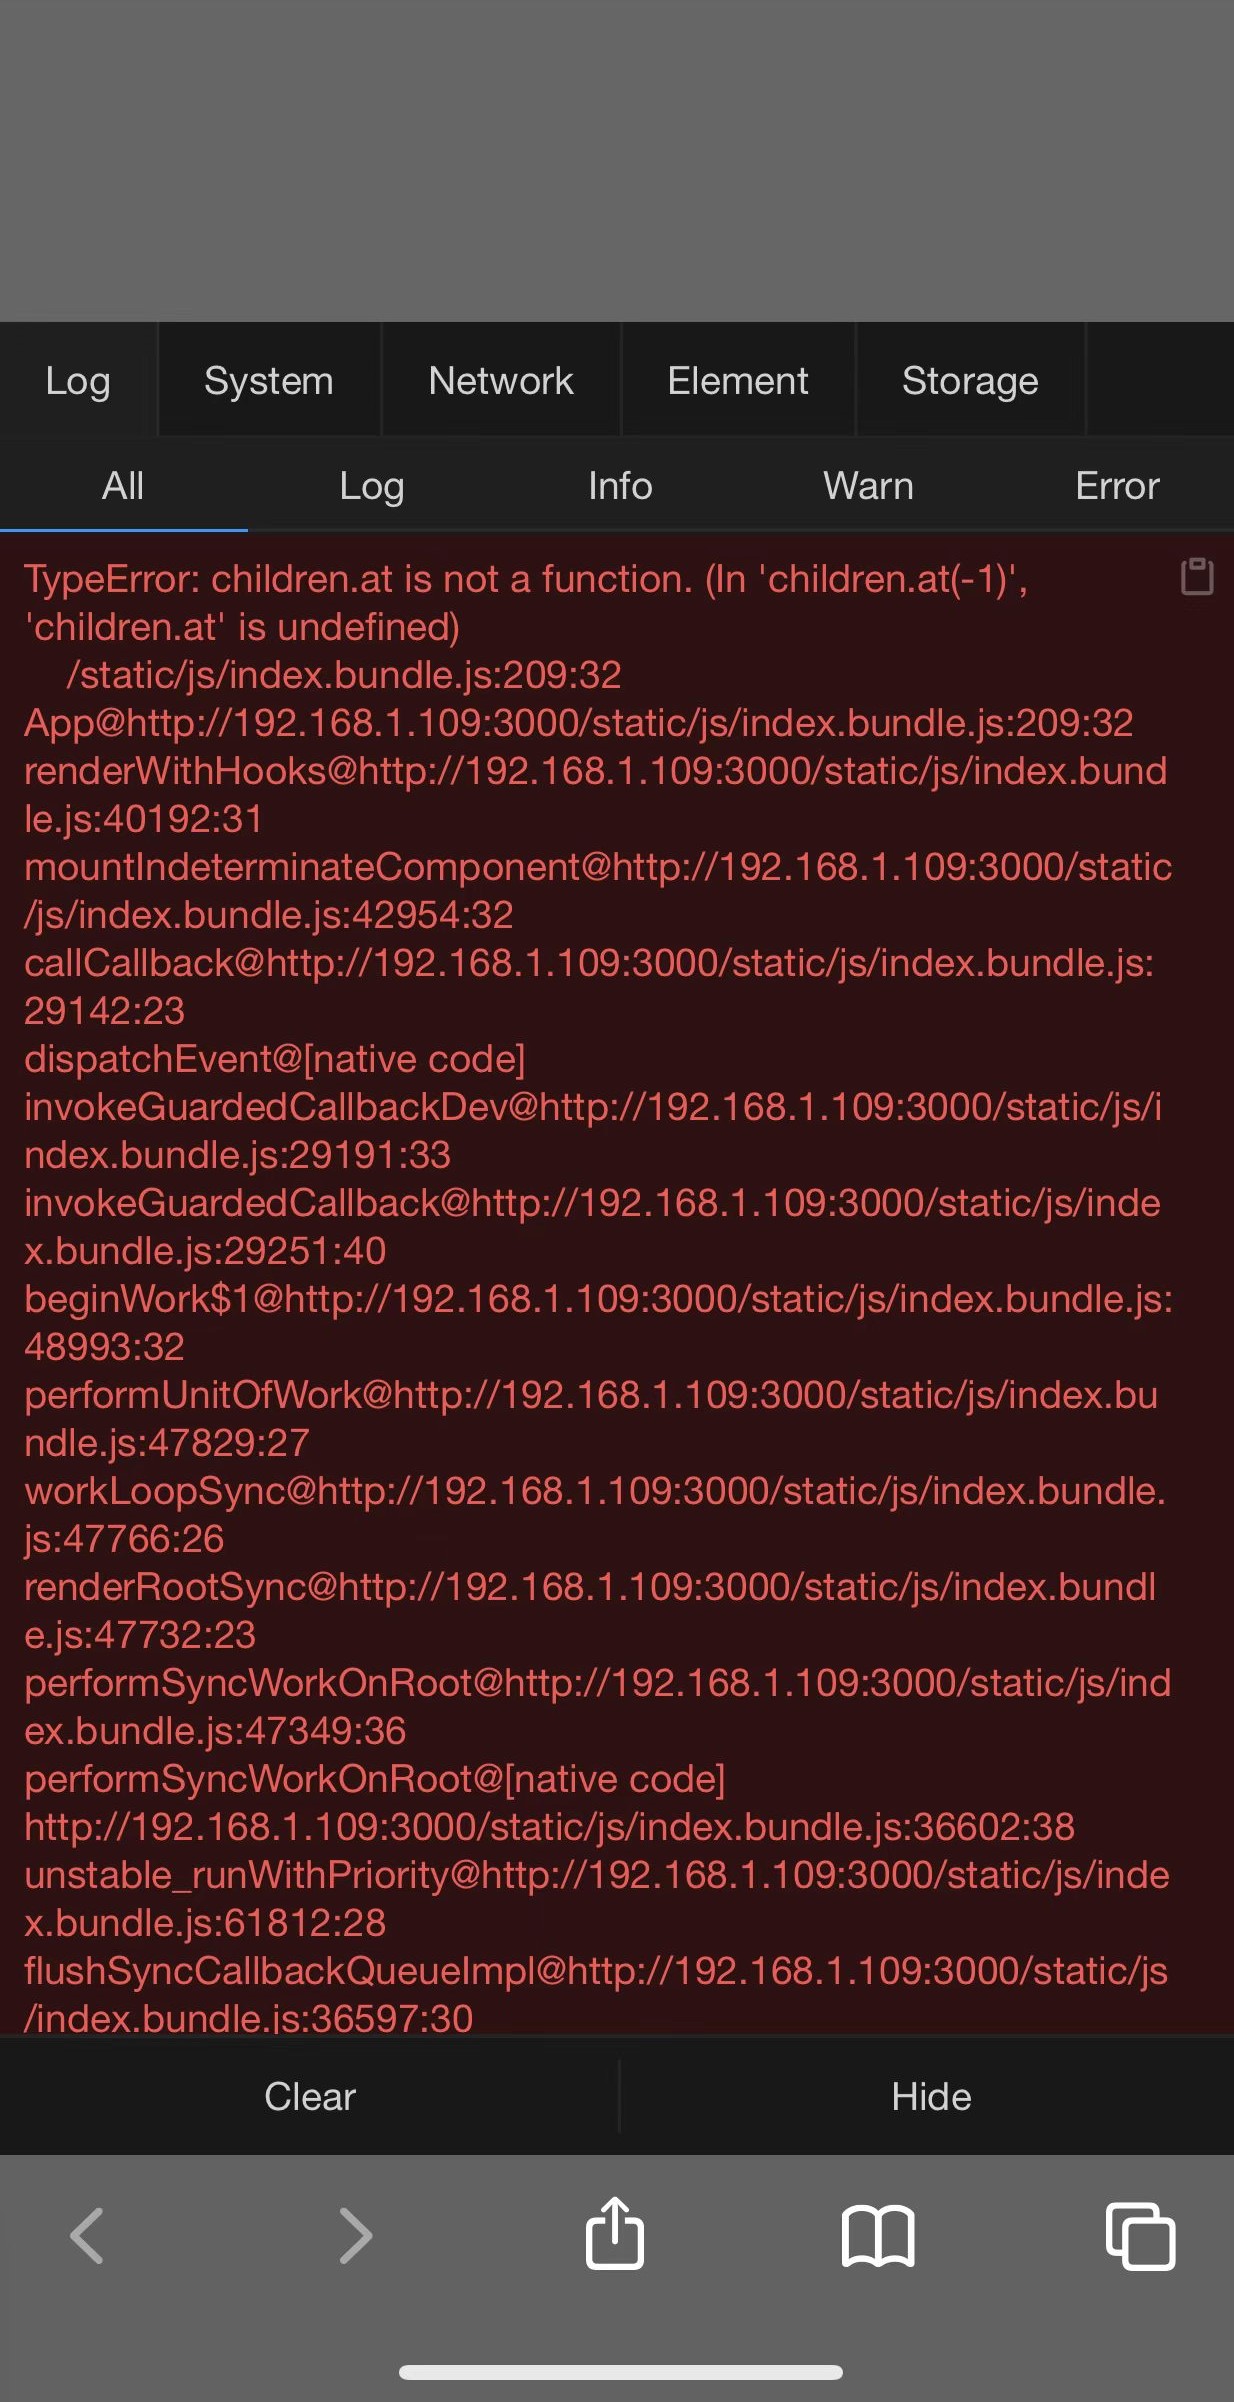 Log
System
Network
Element
Storage
All
Log
Info
Warn
Error
TypeError: children.at is not a function. (In 'children.at(-1)',
'children.at' is undefined)
/static/js/index.bundle.js:209:32
App@http://192.168.1.109:3000/static/js/index.bundle.js:209:32
renderWithHooks@http://192.168.1.109:3000/static/js/index.bund
le.js:40192:31
mountIndeterminateComponent@http://192.168.1.109:3000/static
/js/index.bundle.js:42954:32
callCallback@http://192.168.1.109:3000/static/js/index.bundle.js:
29142:23
dispatchEvent@[native code]
invokeGuardedCallbackDev@http://192.168.1.109:3000/static/js/i
ndex.bundle.js:29191:33
invokeGuardedCallback@http://192.168.1.109:3000/static/js/inde
x.bundle.js:29251:40
beginWork$1@http://192.168.1.109:3000/static/js/index.bundle.js:
48993:32
performUnitOfWork@http://192.168.1.109:3000/static/js/index.bu
ndle.js:47829:27
workLoopSync@http://192.168.1.109:3000/static/js/index.bundle.
js:47766:26
renderRootSync@http://192.168.1.109:3000/static/js/index.bundl
e.js:47732:23
performSyncWorkOnRoot@http://192.168.1.109:3000/static/js/ind
ex.bundle.js:47349:36
performSyncWorkOnRoot@[native code]
http://192.168.1.109:3000/static/js/index.bundle.js:36602:38
unstable_runWithPriority@http://192.168.1.109:3000/static/js/inde
x.bundle.js:61812:28
flushSyncCallbackQueueImpl@http://192.168.1.109:3000/static/js
/index.bundle.js:36597:30
Clear
Hide